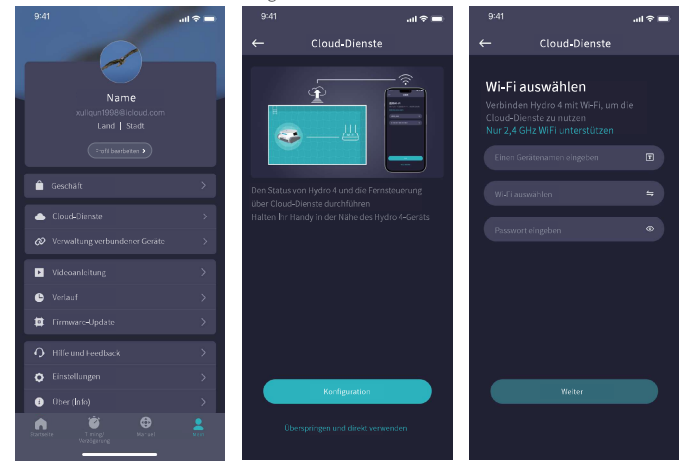 9:41
Name
xuliqun1998@icloud.com
Land | Stadt
Profil bearbeiten >
Geschäft
Cloud-Dienste
Verwaltung verbundener Geräte
Videoanleitung
Verlauf
Firmware-Update
Hilfe und Feedback
Einstellungen
Über (Info)
Startseite
Timing/
Verzögerung
Manuell
9:41
Cloud-Dienste
Den Status von Hydro 4 und die Fernsteuerung
über Cloud-Dienste durchführen
Halten Ihr Handy in der Nähe des Hydro 4-Geräts
Konfiguration
Überspringen und direkt verwenden
9:41
Cloud-Dienste
Wi-Fi auswählen
Verbinden Hydro 4 mit Wi-Fi, um die
Cloud-Dienste zu nutzen
Nur 2,4 GHz WiFi unterstützen
Einen Gerätenamen eingeben
Wi-Fi auswählen
Passwort eingeben
Weiter